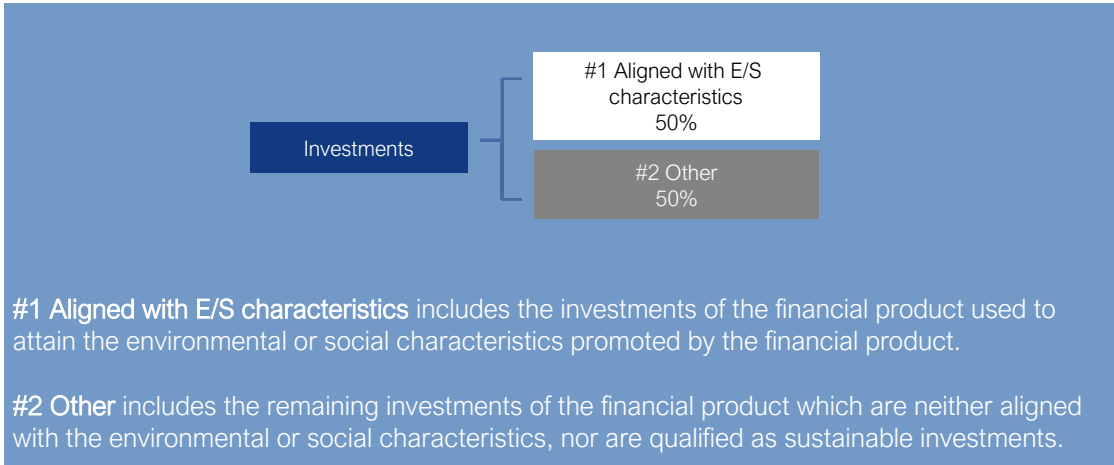 #1 Aligned with E/S
characteristics
50%
Investments
#2 Other
50%
#1 Aligned with E/S characteristics includes the investments of the financial product used to
attain the environmental or social characteristics promoted by the financial product.
#2 Other includes the remaining investments of the financial product which are neither aligned
with the environmental or social characteristics, nor are qualified as sustainable investments.